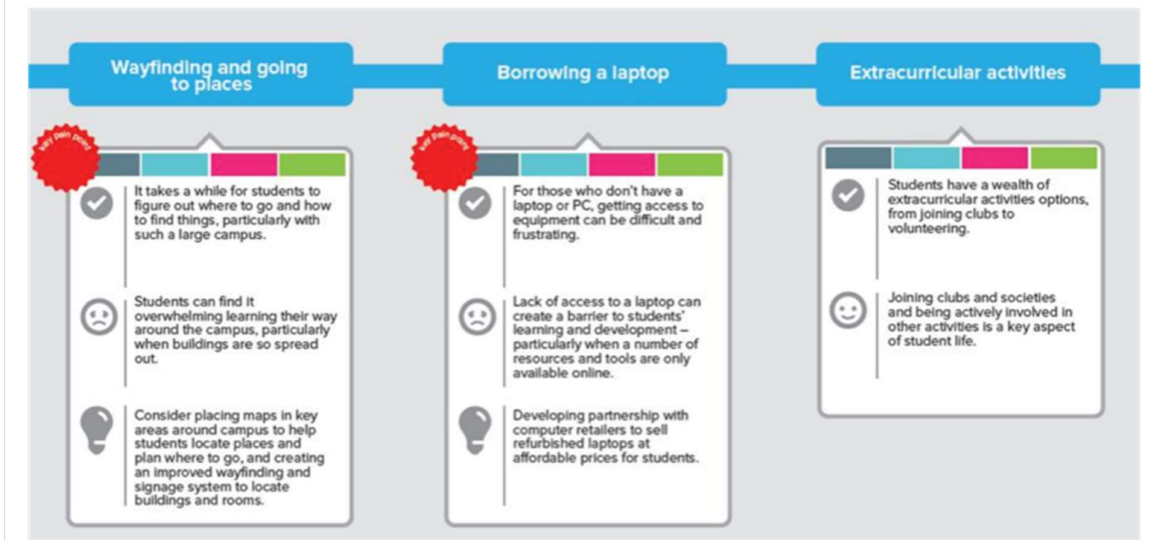 Wayfinding and going
to places
key pain point
It takes a while for students to
figure out where to go and how
to find things, particularly with
such a large campus.
Students can find it
overwhelming learning their way
around the campus, particularly
when buildings are so spread
out.
Consider placing maps in key
areas around campus to help
students locate places and
plan where to go, and creating
an improved wayfinding and
signage system to locate
buildings and rooms.
Borrowing a laptop
key pain point
For those who don't have a
laptop or PC, getting access to
equipment can be difficult and
frustrating.
Lack of access to a laptop can
create a barrier to students'
learning and development –
particularly when a number of
resources and tools are only
available online.
Developing partnership with
computer retailers to sell
refurbished laptops at
affordable prices for students.
Extracurricular activities
Students have a wealth of
extracurricular activities options,
from joining clubs to
volunteering.
Joining clubs and societies
and being actively involved in
other activities is a key aspect
of student life.